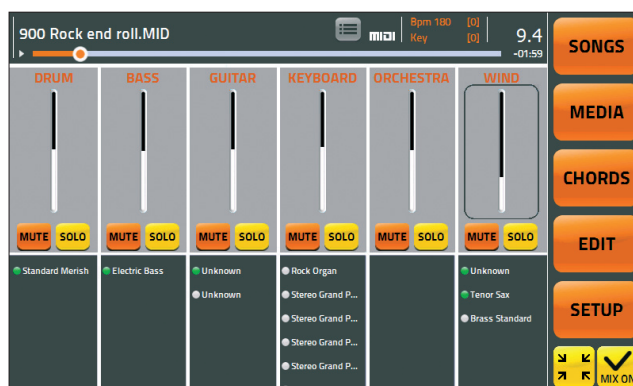 900 Rock end roll.MID
midi
Bpm 180 [0]
Key [0]
9.4
-01:59
DRUM BASS GUITAR KEYBOARD ORCHESTRA WIND
MUTE SOLO MUTE SOLO MUTE SOLO MUTE SOLO MUTE SOLO MUTE SOLO
Standard Merish
Electric Bass
Unknown
Unknown
Rock Organ
Stereo Grand P...
Stereo Grand P...
Stereo Grand P...
Stereo Grand P...
Unknown
Tenor Sax
Brass Standard
SONGS
MEDIA
CHORDS
EDIT
SETUP
MIX ON